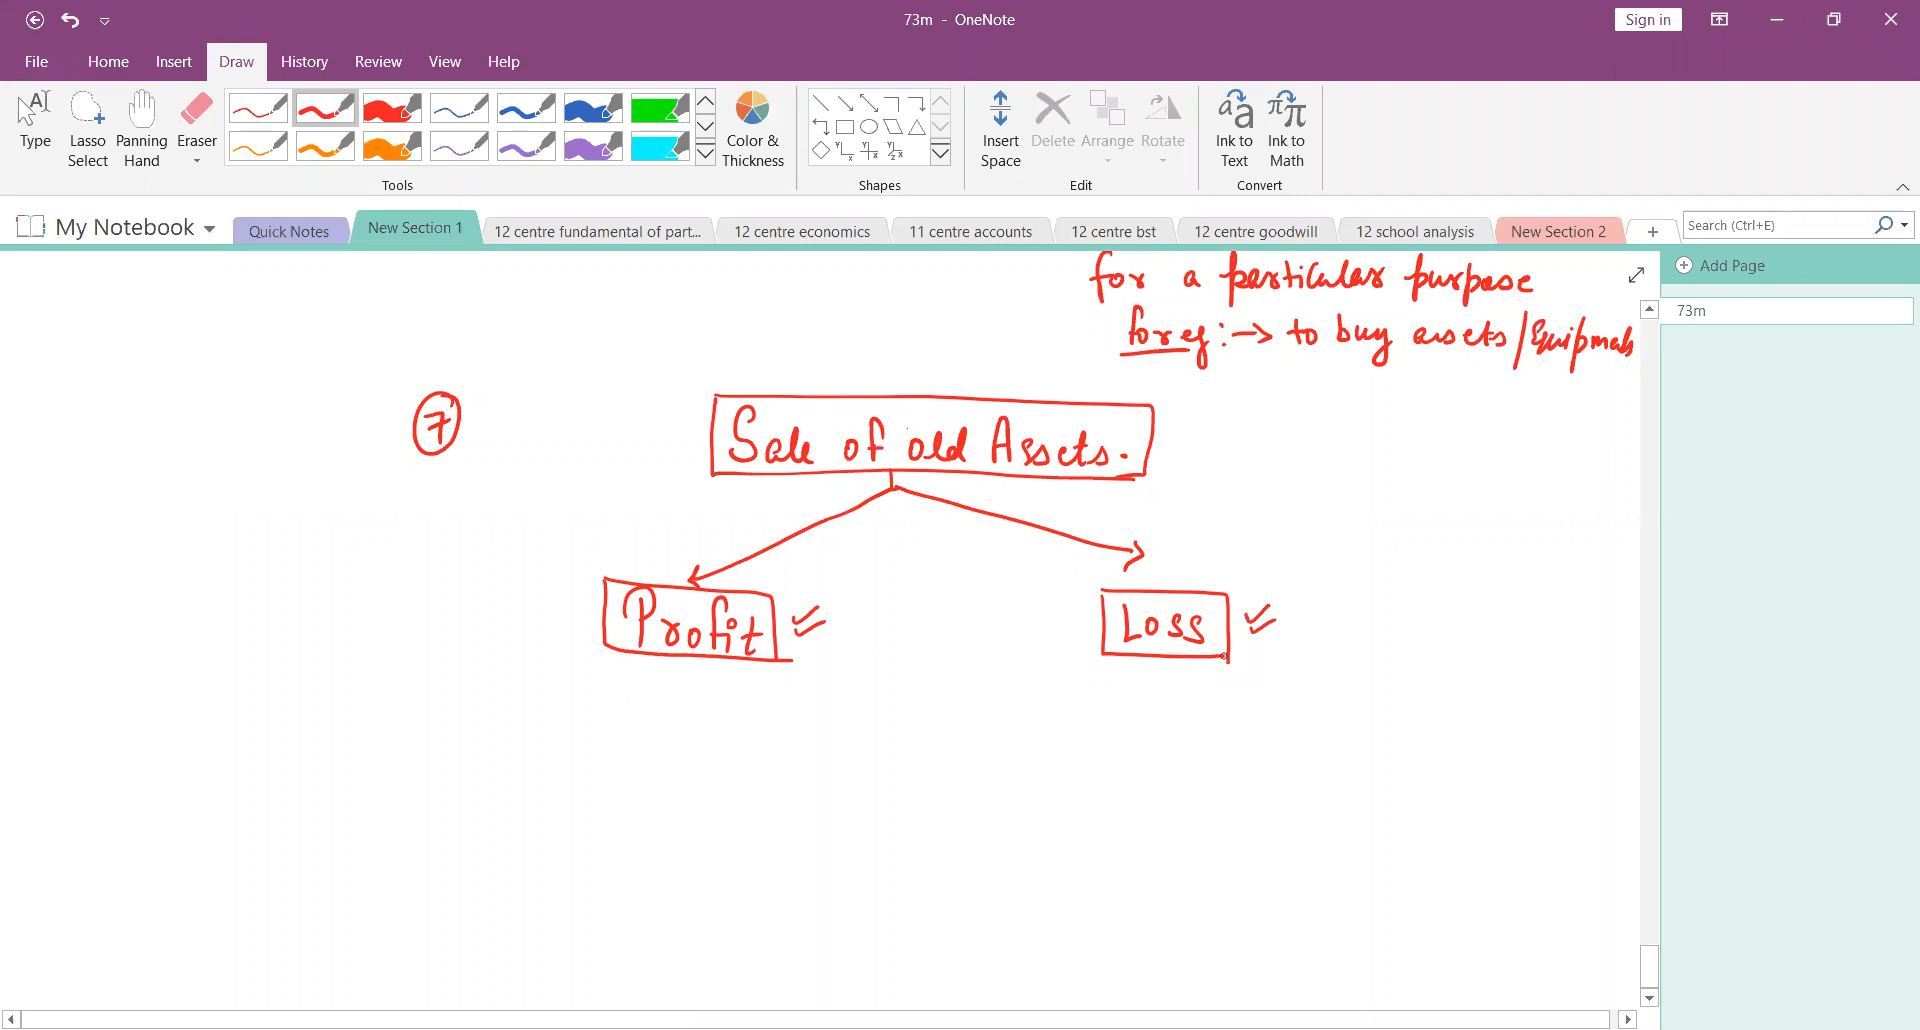 73m - OneNote
Sign in
File Home Insert Draw History Review View Help
Type
Lasso Select
Panning Hand
Eraser
Color & Thickness
Insert Space
Delete
Arrange
Rotate
Ink to Text
Ink to Math
Tools
Shapes
Edit
Convert
My Notebook
Quick Notes
New Section 1
12 centre fundamental of part...
12 centre economics
11 centre accounts
12 centre bst
12 centre goodwill
12 school analysis
New Section 2
Search (Ctrl+E)
Add Page
73m
for a particular purpose
for eg :→ to buy assets/
7
Sale of old Assets.
Profit
Loss